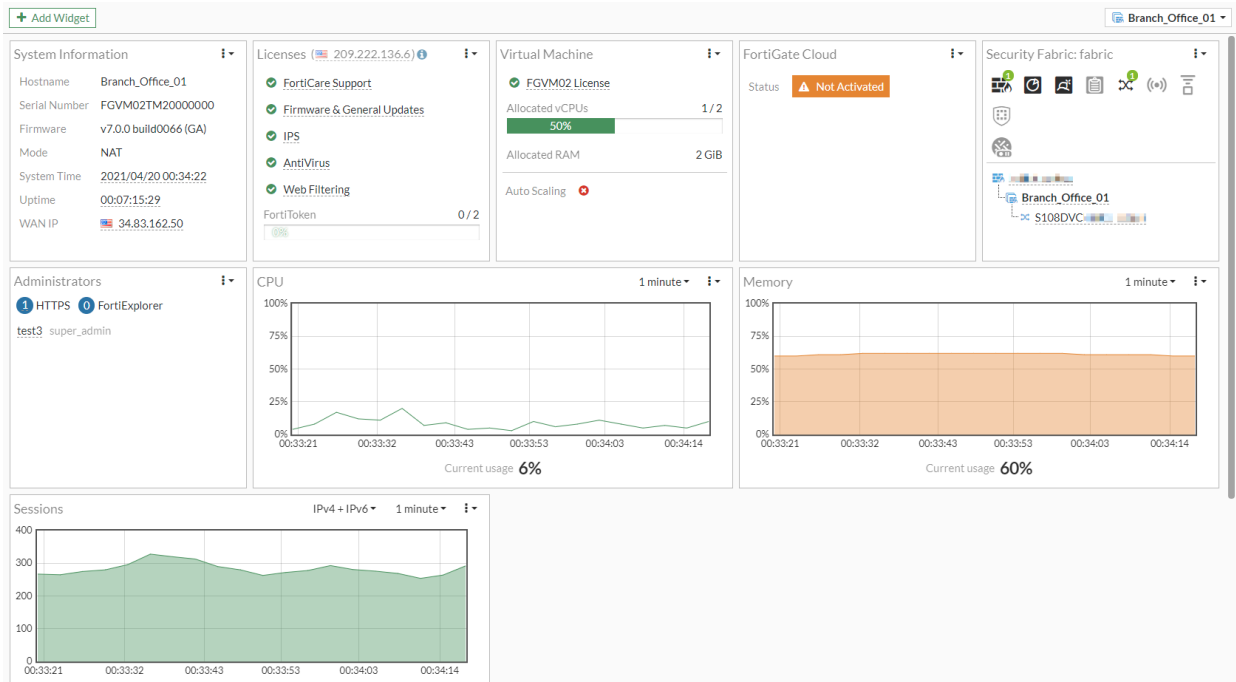 + Add Widget
Branch_Office_01
System Information
Hostname Branch_Office_01
Serial Number FGVM02TM20000000
Firmware v7.0.0 build0066 (GA)
Mode NAT
System Time 2021/04/20 00:34:22
Uptime 00:07:15:29
WAN IP 34.83.162.50
Licenses (209.222.136.6)
FortiCare Support
Firmware & General Updates
IPS
AntiVirus
Web Filtering
FortiToken 0 / 2
0%
Virtual Machine
FGVM02 License
Allocated vCPUs 1 / 2
50%
Allocated RAM 2 GiB
Auto Scaling
FortiGate Cloud
Status Not Activated
Security Fabric: fabric
1 1
Branch_Office_01
S108DVC
Administrators
1 HTTPS 0 FortiExplorer
test3 super_admin
CPU 1 minute
100%
75%
50%
25%
0%
00:33:21 00:33:32 00:33:43 00:33:53 00:34:03 00:34:14
Current usage 6%
Memory 1 minute
100%
75%
50%
25%
0%
00:33:21 00:33:32 00:33:43 00:33:53 00:34:03 00:34:14
Current usage 60%
Sessions IPv4 + IPv6 1 minute
400
300
200
100
0
00:33:21 00:33:32 00:33:43 00:33:53 00:34:03 00:34:14